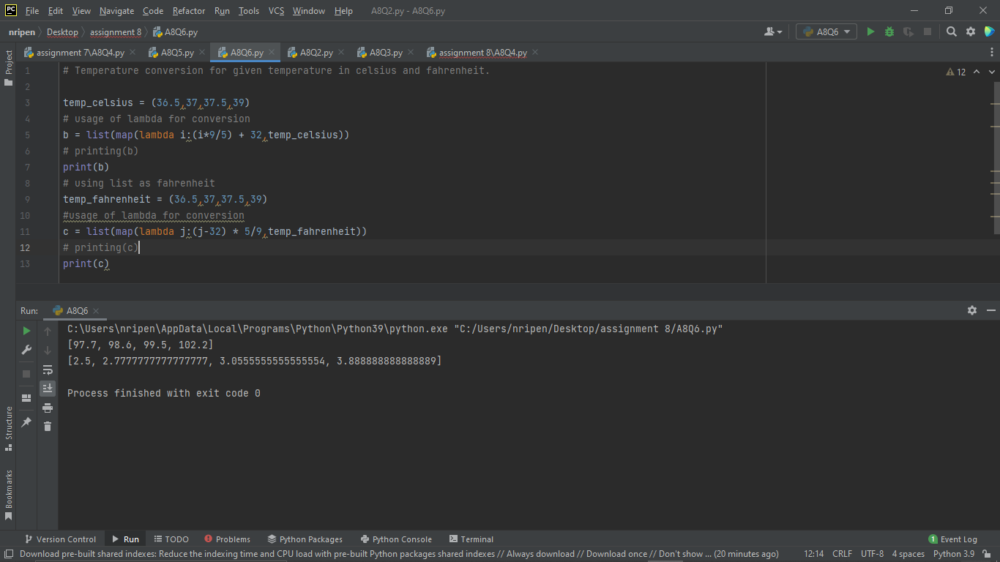 PC File Edit View Navigate Code Refactor Run Tools VCS Window Help A8Q2.py - A8Q6.py
nripen Desktop assignment 8 A8Q6.py A8Q6
Project
assignment 7\A8Q4.py A8Q5.py A8Q6.py A8Q2.py A8Q3.py assignment 8\A8Q4.py
12
1 # Temperature conversion for given temperature in celsius and fahrenheit.
2
3 temp_celsius = (36.5,37,37.5,39)
4 # usage of lambda for conversion
5 b = list(map(lambda i:(i*9/5) + 32,temp_celsius))
6 # printing(b)
7 print(b)
8 # using list as fahrenheit
9 temp_fahrenheit = (36.5,37,37.5,39)
10 #usage of lambda for conversion
11 c = list(map(lambda j:(j-32) * 5/9,temp_fahrenheit))
12 # printing(c)
13 print(c)
Run: A8Q6
C:\Users\nripen\AppData\Local\Programs\Python\Python39\python.exe "C:/Users/nripen/Desktop/assignment 8/A8Q6.py"
[97.7, 98.6, 99.5, 102.2]
[2.5, 2.7777777777777777, 3.0555555555555554, 3.888888888888889]
Process finished with exit code 0
Structure
Bookmarks
Version Control Run TODO Problems Python Packages Python Console Terminal 1 Event Log
Download pre-built shared indexes: Reduce the indexing time and CPU load with pre-built Python packages shared indexes // Always download // Download once // Don't show ... (20 minutes ago) 12:14 CRLF UTF-8 4 spaces Python 3.9